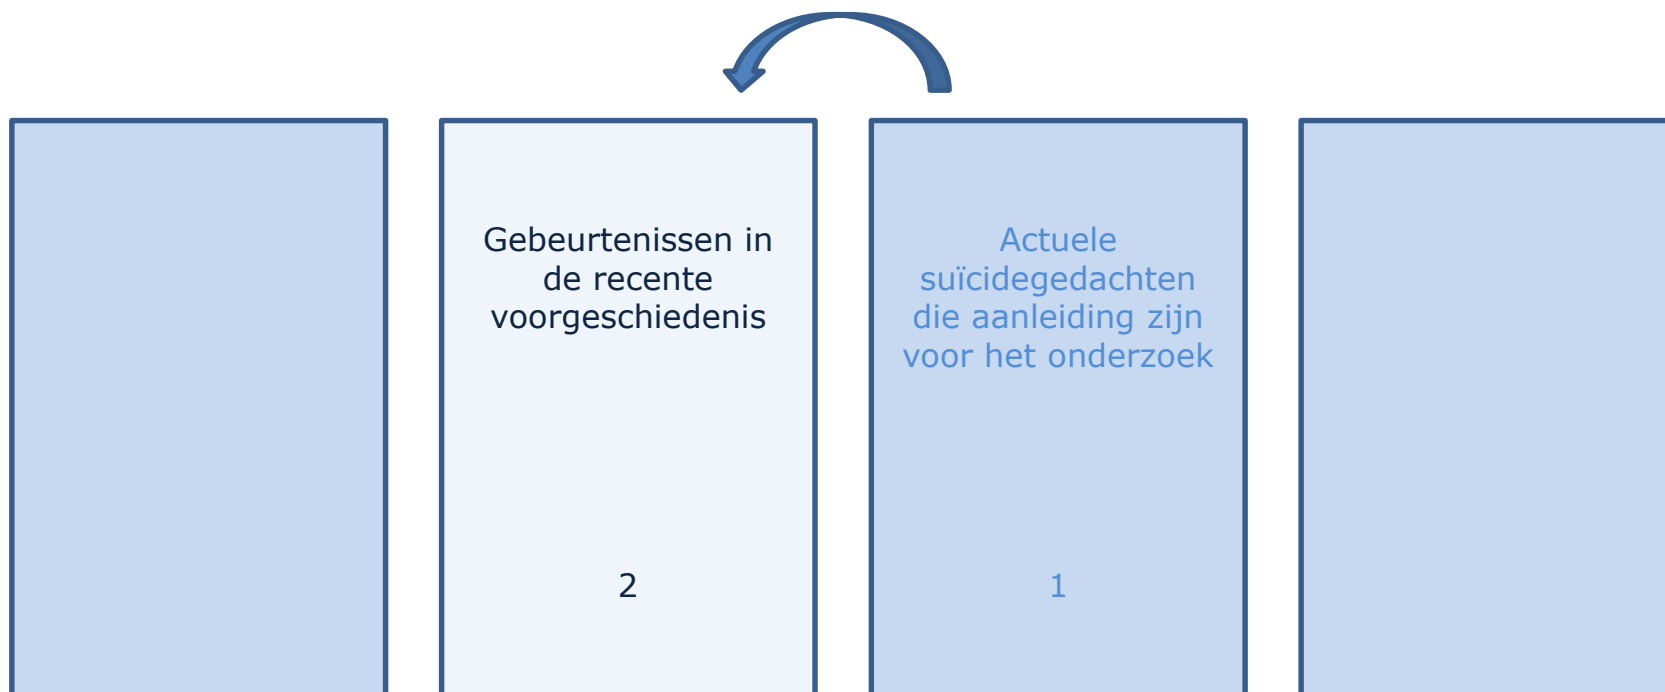 Gebeurtenissen in
de recente
voorgeschiedenis
2
Actuele
suïcidegedachten
die aanleiding zijn
voor het onderzoek
1